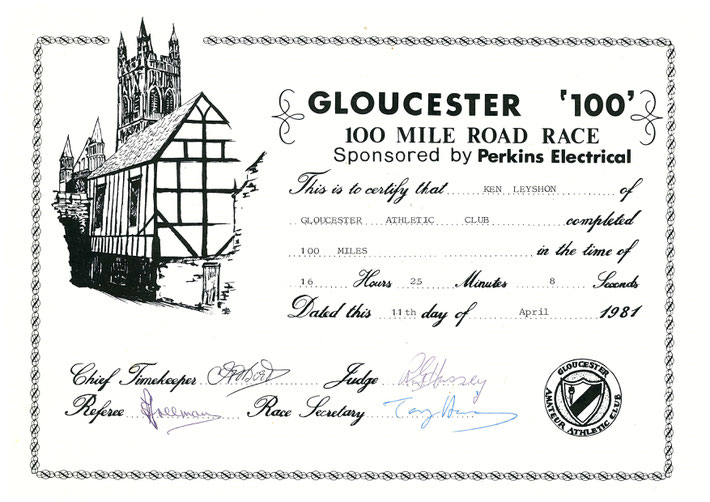 GLOUCESTER '100'
100 MILE ROAD RACE
Sponsored by Perkins Electrical
This is to certify that KEN LEYSHON of
GLOUCESTER ATHLETIC CLUB completed
100 MILES in the time of
16 Hours 25 Minutes 8 Seconds
Dated this 11th day of April 1981
Chief Timekeeper Judge
Referee Race Secretary
GLOUCESTER
AMATEUR ATHLETIC CLUB